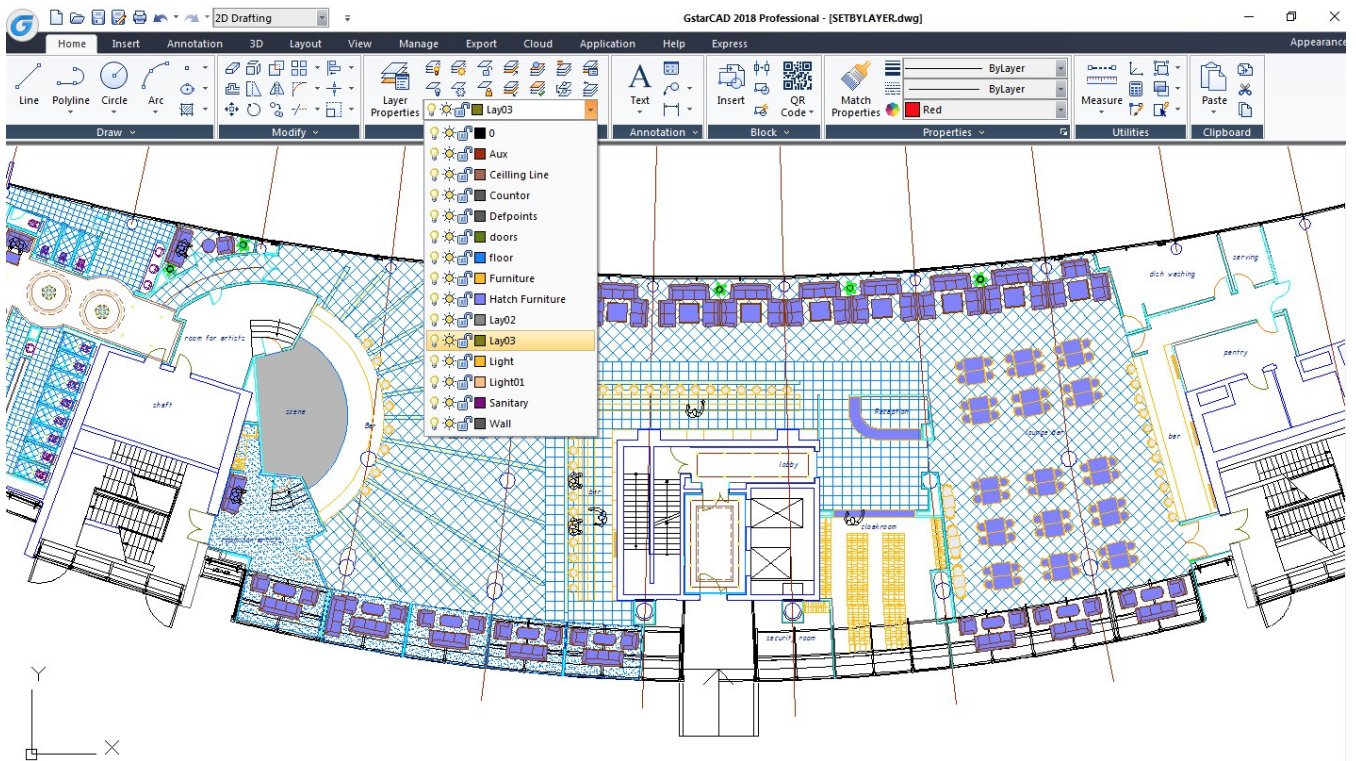 2D Drafting
GstarCAD 2018 Professional - [SETBYLAYER.dwg]
Home Insert Annotation 3D Layout View Manage Export Cloud Application Help Express Appearance
Line Polyline Circle Arc
Draw
Modify
Layer
Properties
Lay03
Text
Annotation
Insert
QR
Code
Block
Match
Properties
ByLayer
ByLayer
Red
Properties
Measure
Utilities
Paste
Clipboard
0
Aux
Ceilling Line
Countor
Defpoints
doors
floor
Furniture
Hatch Furniture
Lay02
Lay03
Light
Light01
Sanitary
Wall
dish washing
serving
room for artists
pantry
shaft
scene
Bar
Reception
lounge bar
bar
lobby
bar
cloakroom
security room
Y
X